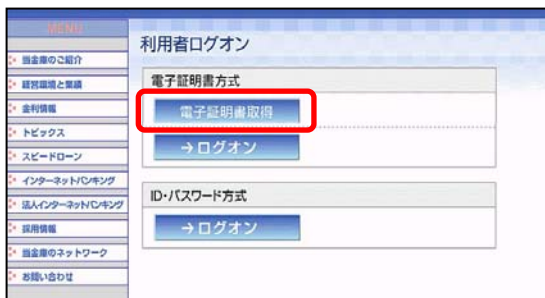 MENU
当金庫のご紹介
経営環境と業績
金利情報
トピックス
スピードローン
インターネットバンキング
法人インターネットバンキング
採用情報
当金庫のネットワーク
お問い合わせ
利用者ログオン
電子証明書方式
電子証明書取得
→ログオン
ID・パスワード方式
→ログオン